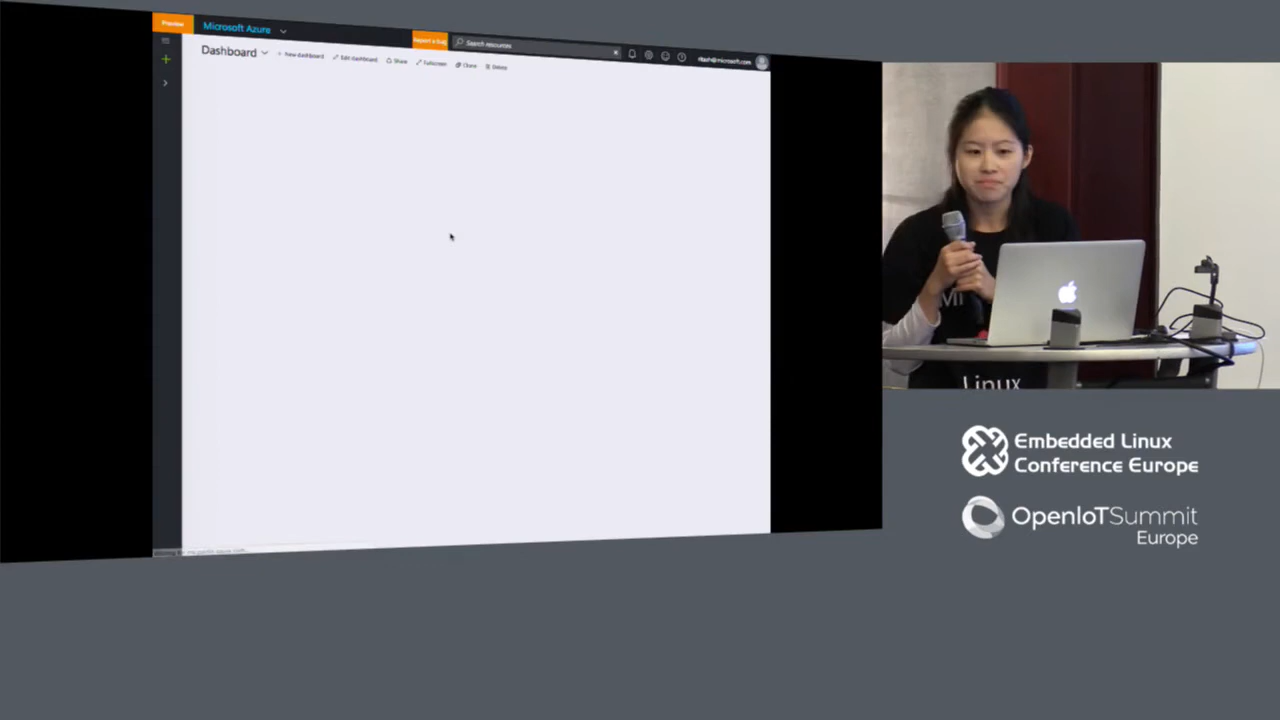 Preview
Microsoft Azure
Report a bug
Search resources
Dashboard
+ New dashboard
Edit dashboard
Share
Fullscreen
Clone
Delete
Linux
Embedded Linux
Conference Europe
OpenIoTSummit
Europe